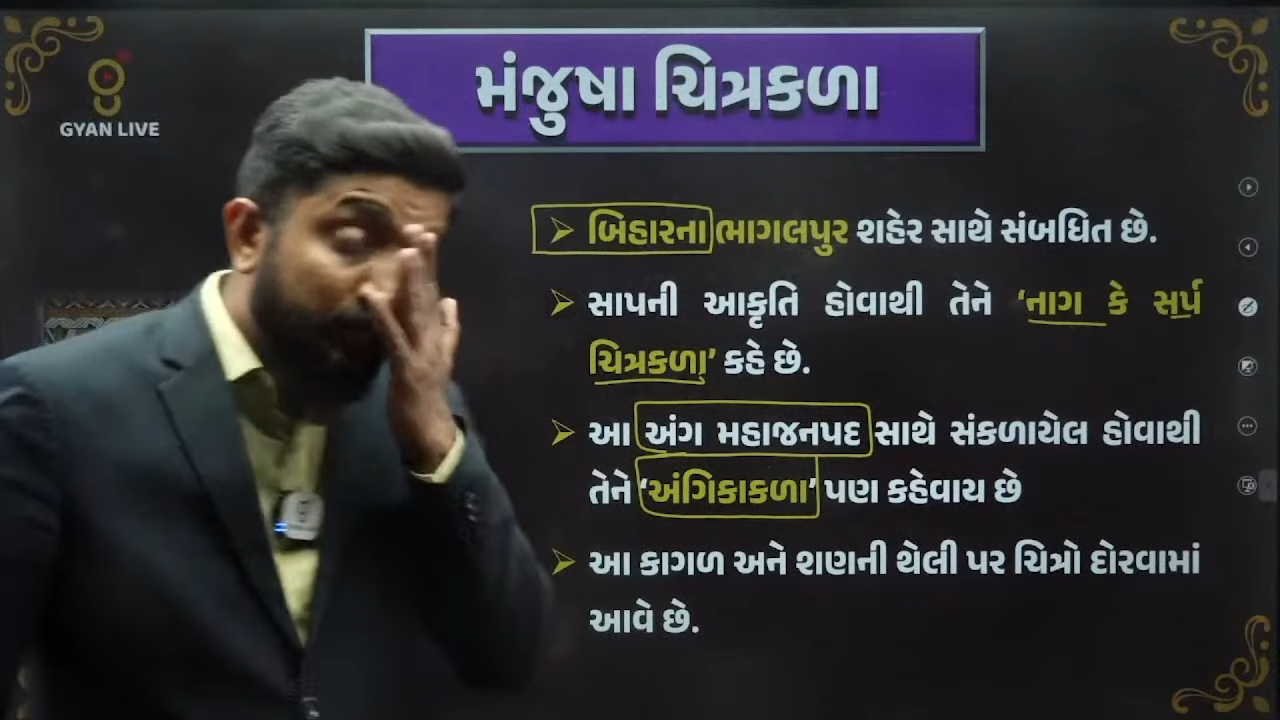 GYAN LIVE
મંજુષા ચિત્રકળા
➢ બિહારના ભાગલપુર શહેર સાથે સંબધિત છે.
➢ સાપની આકૃતિ હોવાથી તેને ‘નાગ કે સર્પ
ચિત્રકળા’ કહે છે.
➢ આ અંગ મહાજનપદ સાથે સંકળાયેલ હોવાથી
તેને ‘અંગિકાકળા’ પણ કહેવાય છે
➢ આ કાગળ અને શણની થેલી પર ચિત્રો દોરવામાં
આવે છે.